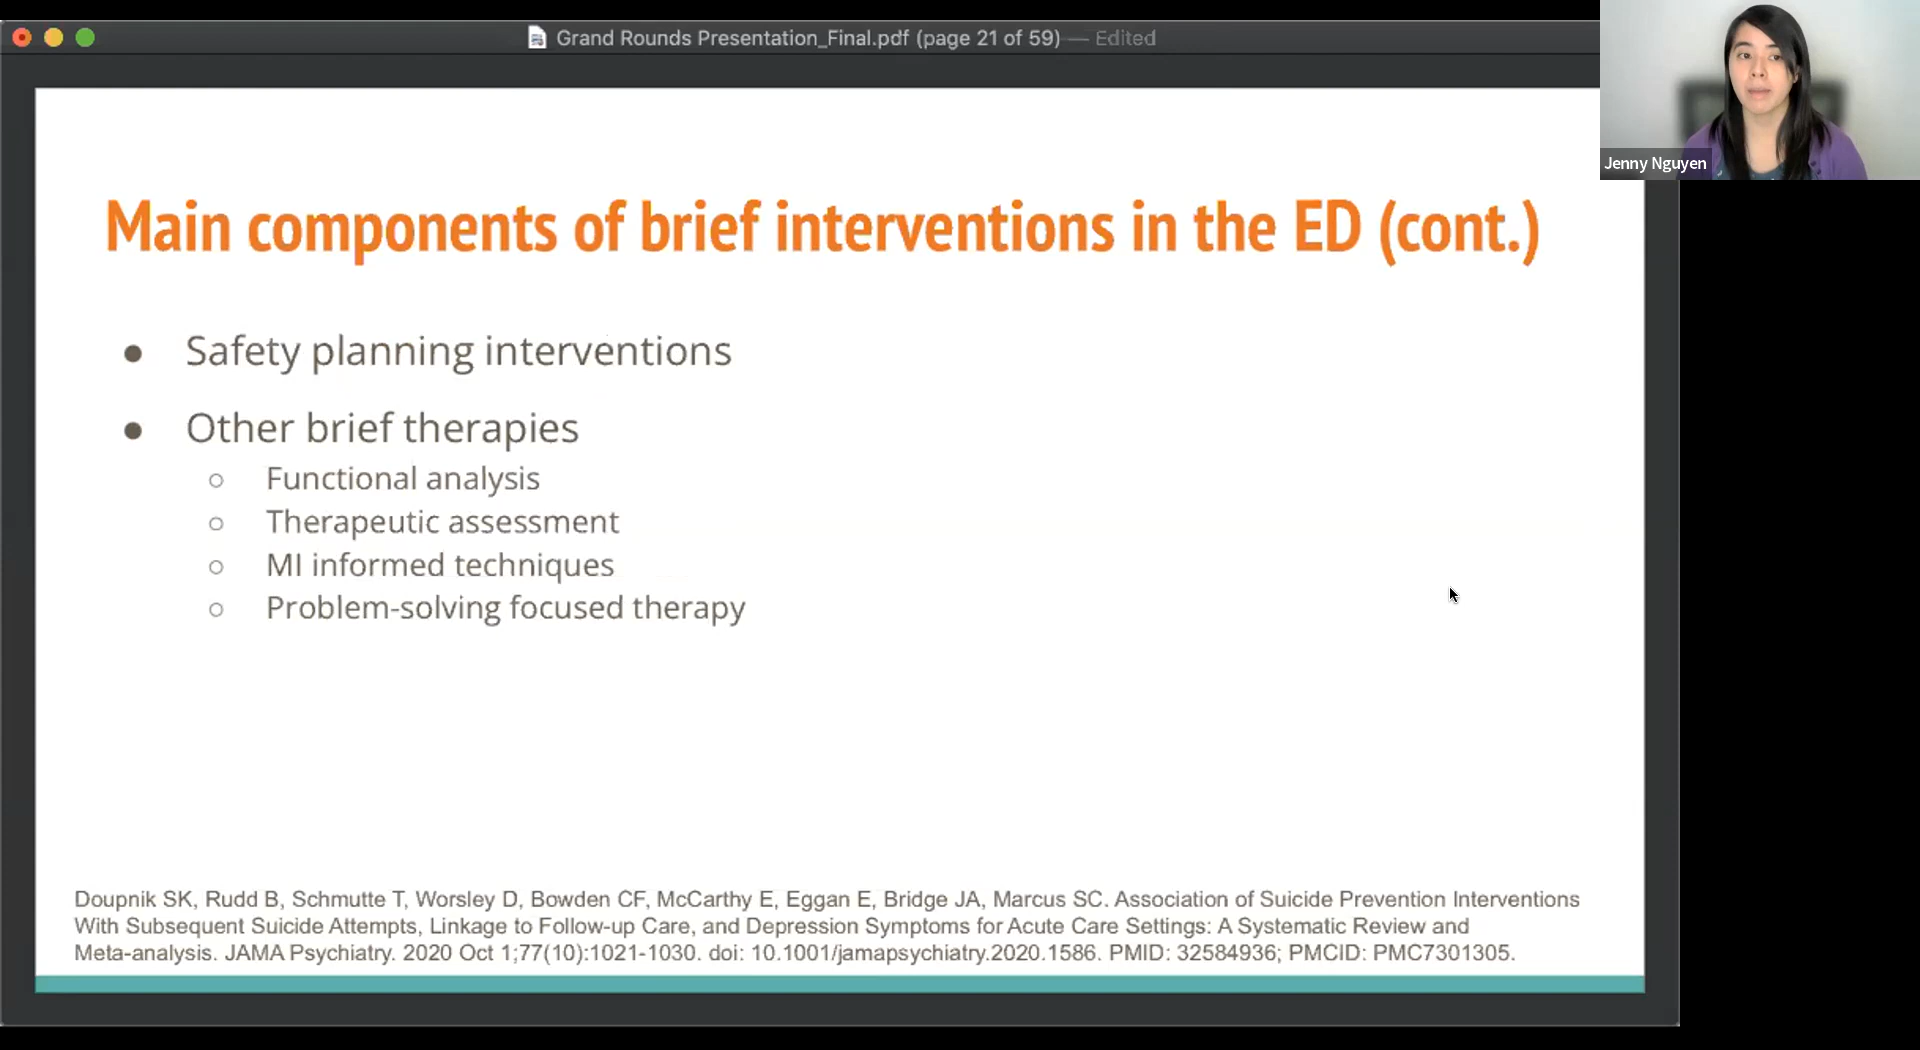 Grand Rounds Presentation_Final.pdf (page 21 of 59) — Edited
Jenny Nguyen
Main components of brief interventions in the ED (cont.)
● Safety planning interventions
● Other brief therapies
○ Functional analysis
○ Therapeutic assessment
○ MI informed techniques
○ Problem-solving focused therapy
Doupnik SK, Rudd B, Schmutte T, Worsley D, Bowden CF, McCarthy E, Eggan E, Bridge JA, Marcus SC. Association of Suicide Prevention Interventions
With Subsequent Suicide Attempts, Linkage to Follow-up Care, and Depression Symptoms for Acute Care Settings: A Systematic Review and
Meta-analysis. JAMA Psychiatry. 2020 Oct 1;77(10):1021-1030. doi: 10.1001/jamapsychiatry.2020.1586. PMID: 32584936; PMCID: PMC7301305.